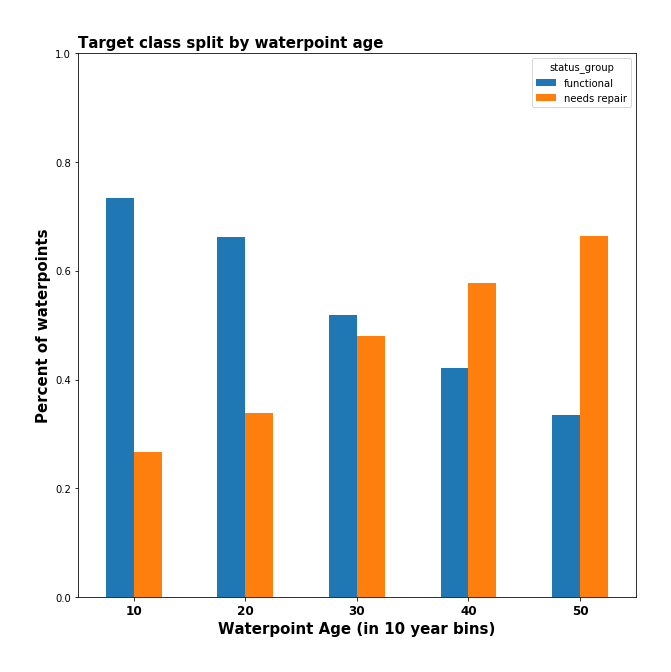 Target class split by waterpoint age
1.0
0.8
0.6
0.4
0.2
0.0
Percent of waterpoints
status_group
functional
needs repair
10 20 30 40 50
Waterpoint Age (in 10 year bins)